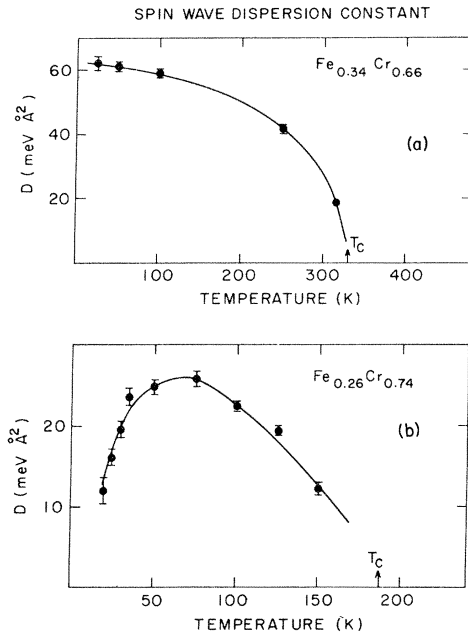 SPIN WAVE DISPERSION CONSTANT
Fe0.34 Cr0.66
(a)
D (meV Å2)
60
40
20
TC
100 200 300 400
TEMPERATURE (K)
Fe0.26 Cr0.74
(b)
D (meV Å2)
20
10
TC
50 100 150 200
TEMPERATURE (K)